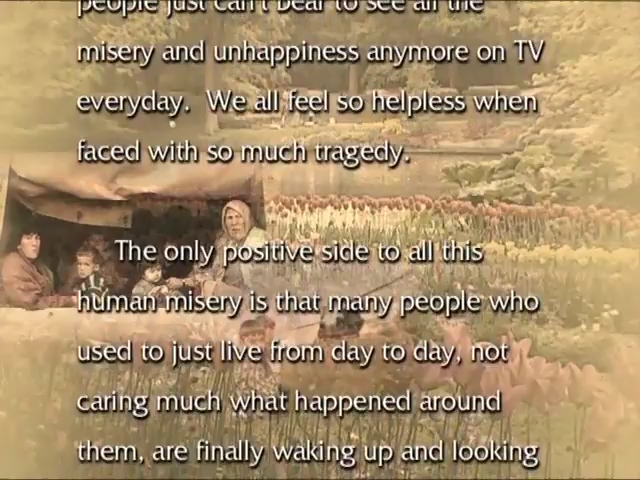 people just can't bear to see all the
misery and unhappiness anymore on TV
everyday. We all feel so helpless when
faced with so much tragedy.
The only positive side to all this
human misery is that many people who
used to just live from day to day, not
caring much what happened around
them, are finally waking up and looking